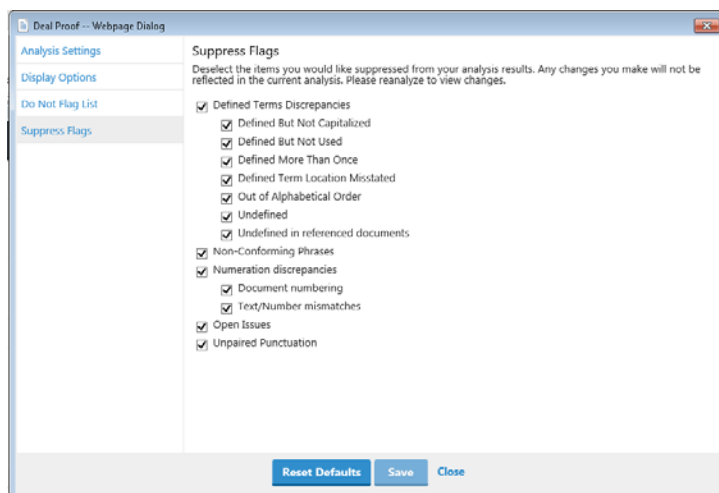 Deal Proof -- Webpage Dialog
Analysis Settings
Display Options
Do Not Flag List
Suppress Flags
Suppress Flags
Deselect the items you would like suppressed from your analysis results. Any changes you make will not be
reflected in the current analysis. Please reanalyze to view changes.
Defined Terms Discrepancies
Defined But Not Capitalized
Defined But Not Used
Defined More Than Once
Defined Term Location Misstated
Out of Alphabetical Order
Undefined
Undefined in referenced documents
Non-Conforming Phrases
Numeration discrepancies
Document numbering
Text/Number mismatches
Open Issues
Unpaired Punctuation
Reset Defaults
Save
Close